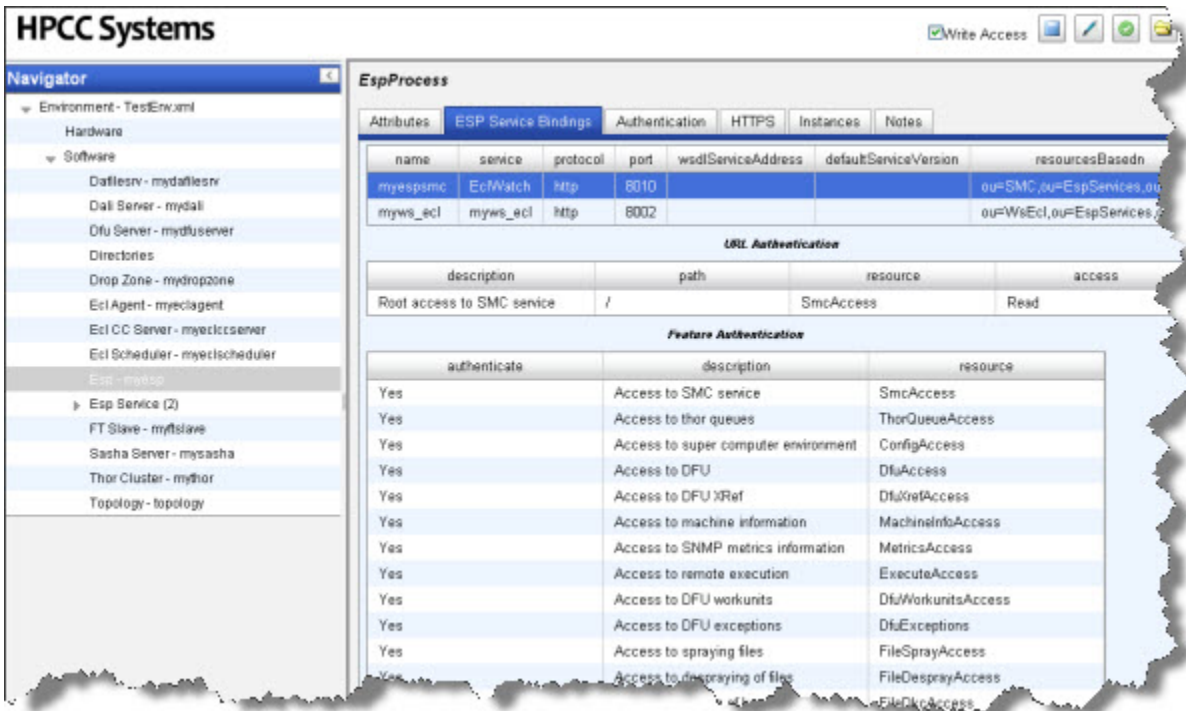 HPCC Systems
Write Access
Navigator
Environment - TestEnv.xml
Hardware
Software
Dafilesrv - mydafilesrv
Dali Server - mydali
Dfu Server - mydfuserver
Directories
Drop Zone - mydropzone
Ecl Agent - myeclagent
Ecl CC Server - myeclccserver
Ecl Scheduler - myeclscheduler
Esp - myesp
Esp Service (2)
FT Slave - myftslave
Sasha Server - mysasha
Thor Cluster - mythor
Topology - topology
EspProcess
Attributes ESP Service Bindings Authentication HTTPS Instances Notes
name service protocol port wsdlServiceAddress defaultServiceVersion resourcesBasedn
myespsmc EclWatch http 8010 ou=SMC,ou=EspServices,ou
myws_ecl myws_ecl http 8002 ou=WsEcl,ou=EspServices,
URL Authentication
description path resource access
Root access to SMC service / SmcAccess Read
Feature Authentication
authenticate description resource
Yes Access to SMC service SmcAccess
Yes Access to thor queues ThorQueueAccess
Yes Access to super computer environment ConfigAccess
Yes Access to DFU DfuAccess
Yes Access to DFU XRef DfuXrefAccess
Yes Access to machine information MachineInfoAccess
Yes Access to SNMP metrics information MetricsAccess
Yes Access to remote execution ExecuteAccess
Yes Access to DFU workunits DfuWorkunitsAccess
Yes Access to DFU exceptions DfuExceptions
Yes Access to spraying files FileSprayAccess
Yes Access to despraying of files FileDesprayAccess